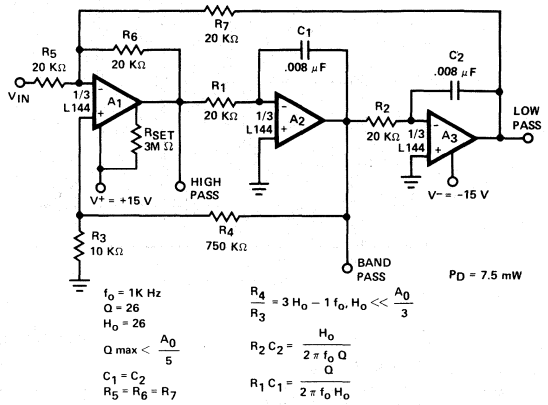 R7
20 KΩ
R6
20 KΩ
C1
.008 μF
C2
.008 μF
R5
20 KΩ
VIN
1/3
L144
−
+
A1
RSET
3M Ω
R1
20 KΩ
1/3
L144
−
+
A2
R2
20 KΩ
1/3
L144
−
+
A3
LOW
PASS
V+ = +15 V
HIGH
PASS
V− = −15 V
R3
10 KΩ
R4
750 KΩ
BAND
PASS
PD = 7.5 mW
fo = 1K Hz
Q = 26
Ho = 26
Q max < A0/5
C1 = C2
R5 = R6 = R7
R4/R3 = 3 Ho − 1 fo, Ho << A0/3
R2 C2 = Ho / 2 π fo Q
R1 C1 = Q / 2 π fo Ho